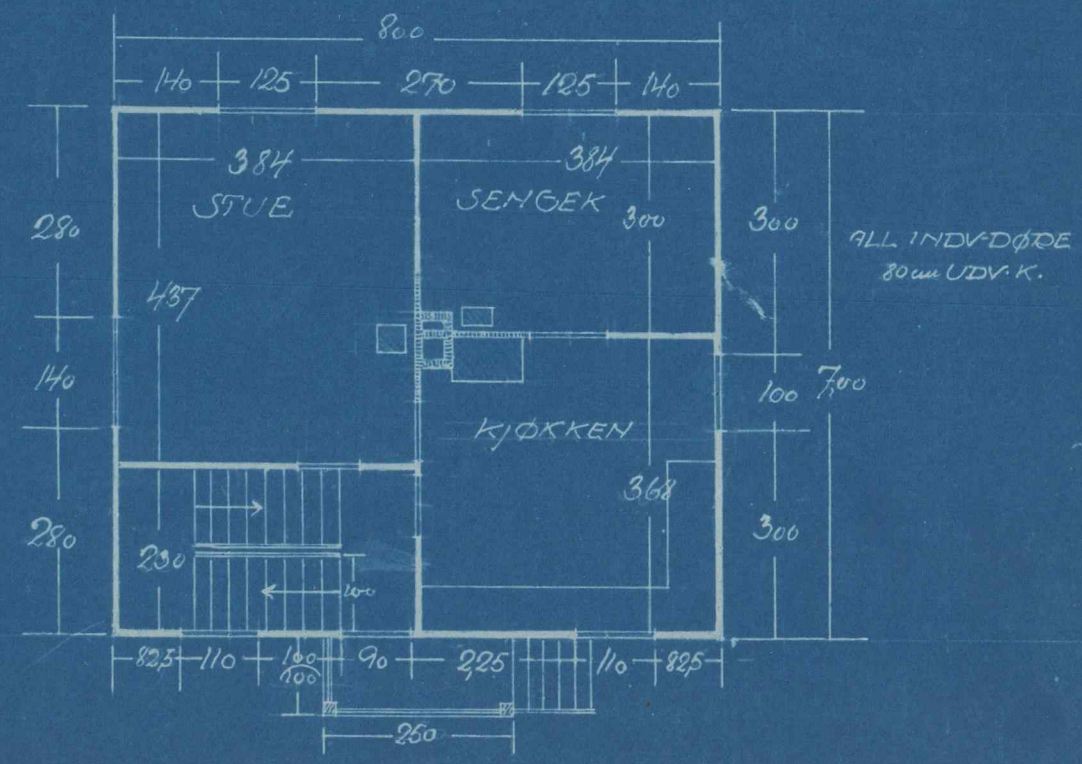 800
140 125 270 125 140
384 384
STUE SENGEK
280 300 300
ALL INDV-DØRE
80 cm UDV. K.
437
140 100 7,00
KJØKKEN
368
280 230 300
100
82,5 110 100 90 2,25 110 82,5
100
250